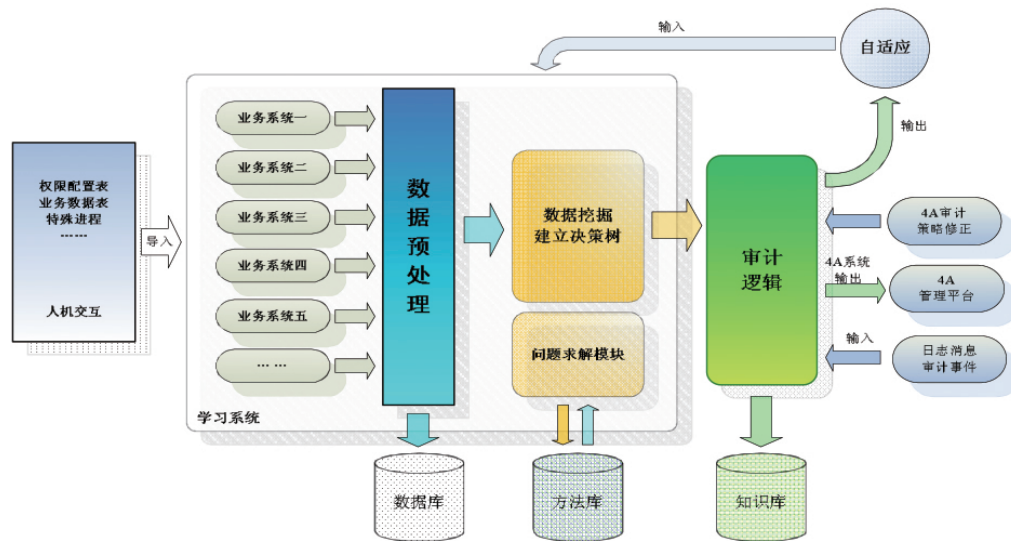 输入
自适应
输出
业务系统一
业务系统二
业务系统三
业务系统四
业务系统五
… …
权限配置表
业务数据表
特殊进程
……
人机交互
导入
数
据
预
处
理
数据挖掘
建立决策树
问题求解模块
学习系统
审计
逻辑
4A审计
策略修正
4A系统
输出
4A
管理平台
输入
日志消息
审计事件
数据库
方法库
知识库